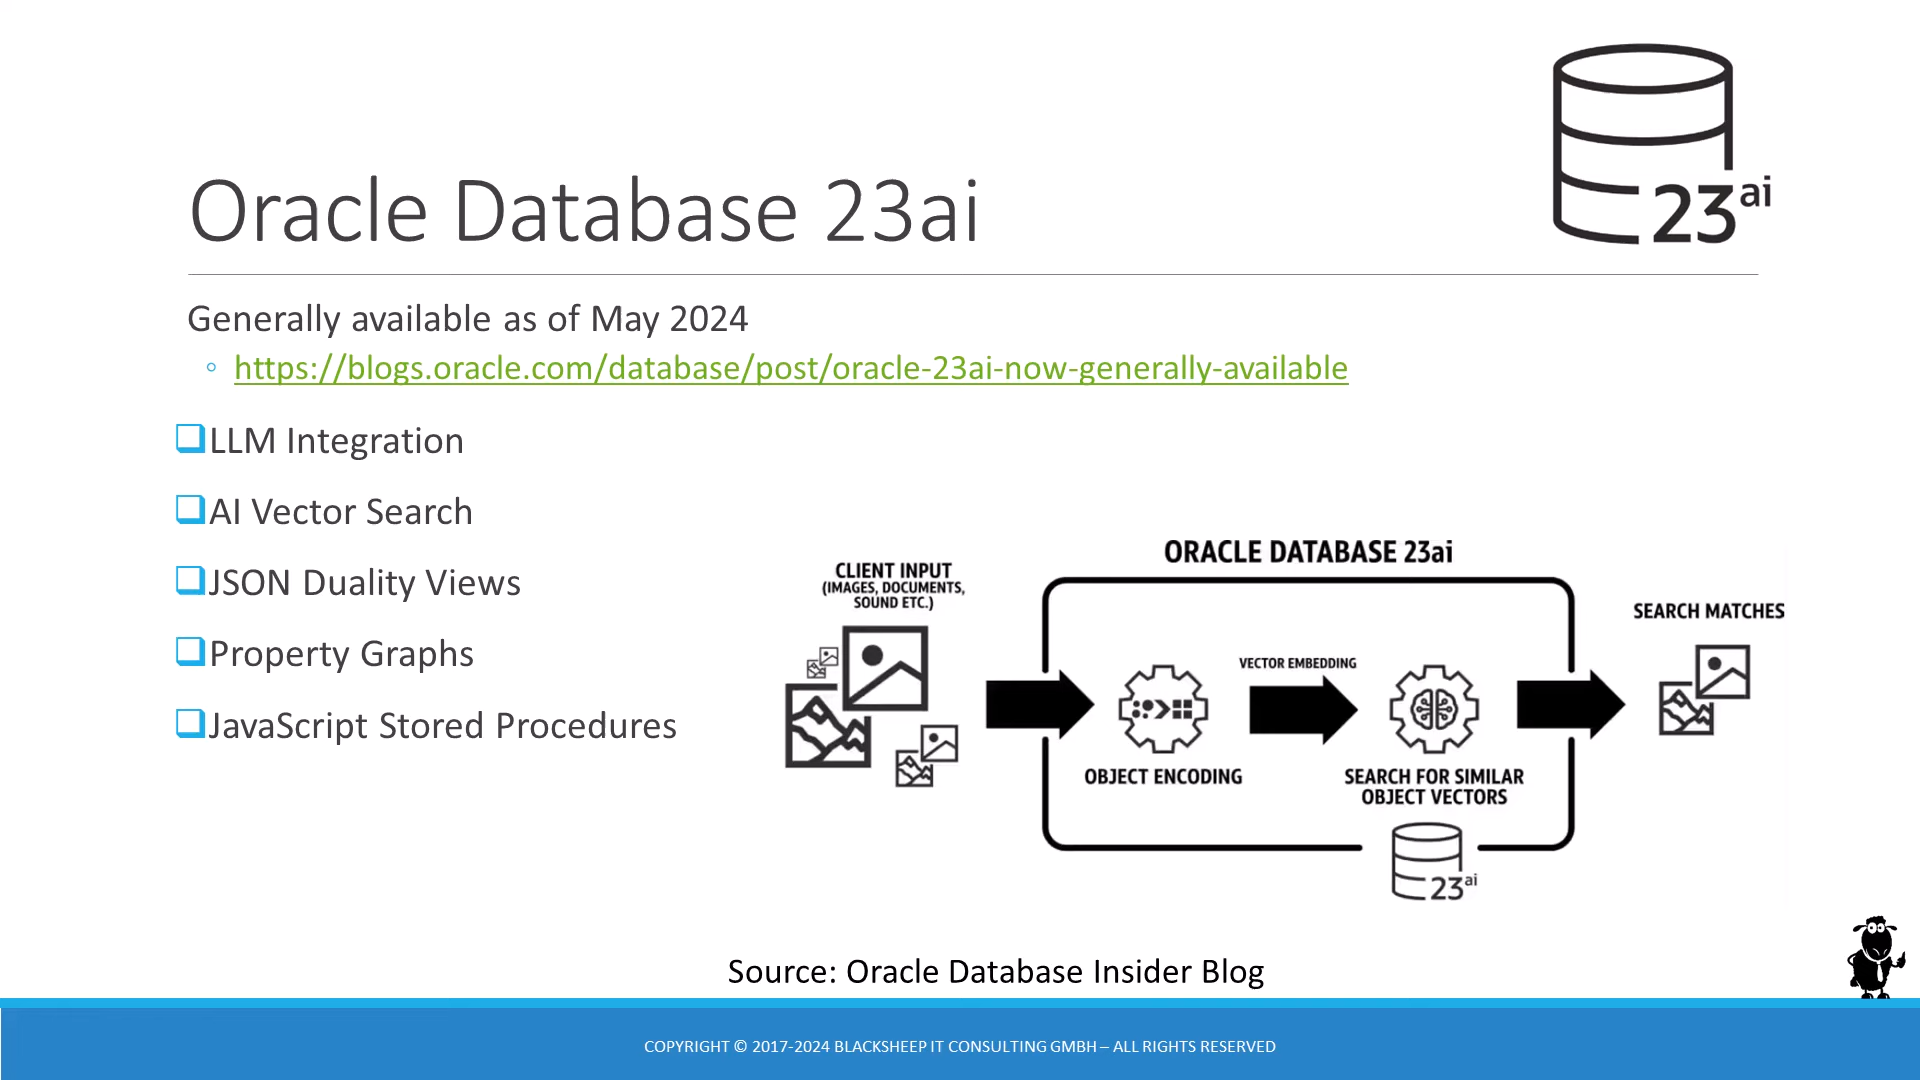 23ai
Oracle Database 23ai
Generally available as of May 2024
https://blogs.oracle.com/database/post/oracle-23ai-now-generally-available
LLM Integration
AI Vector Search
JSON Duality Views
Property Graphs
JavaScript Stored Procedures
ORACLE DATABASE 23ai
CLIENT INPUT
(IMAGES, DOCUMENTS,
SOUND ETC.)
SEARCH MATCHES
VECTOR EMBEDDING
OBJECT ENCODING
SEARCH FOR SIMILAR
OBJECT VECTORS
23ai
Source: Oracle Database Insider Blog
COPYRIGHT © 2017-2024 BLACKSHEEP IT CONSULTING GMBH – ALL RIGHTS RESERVED